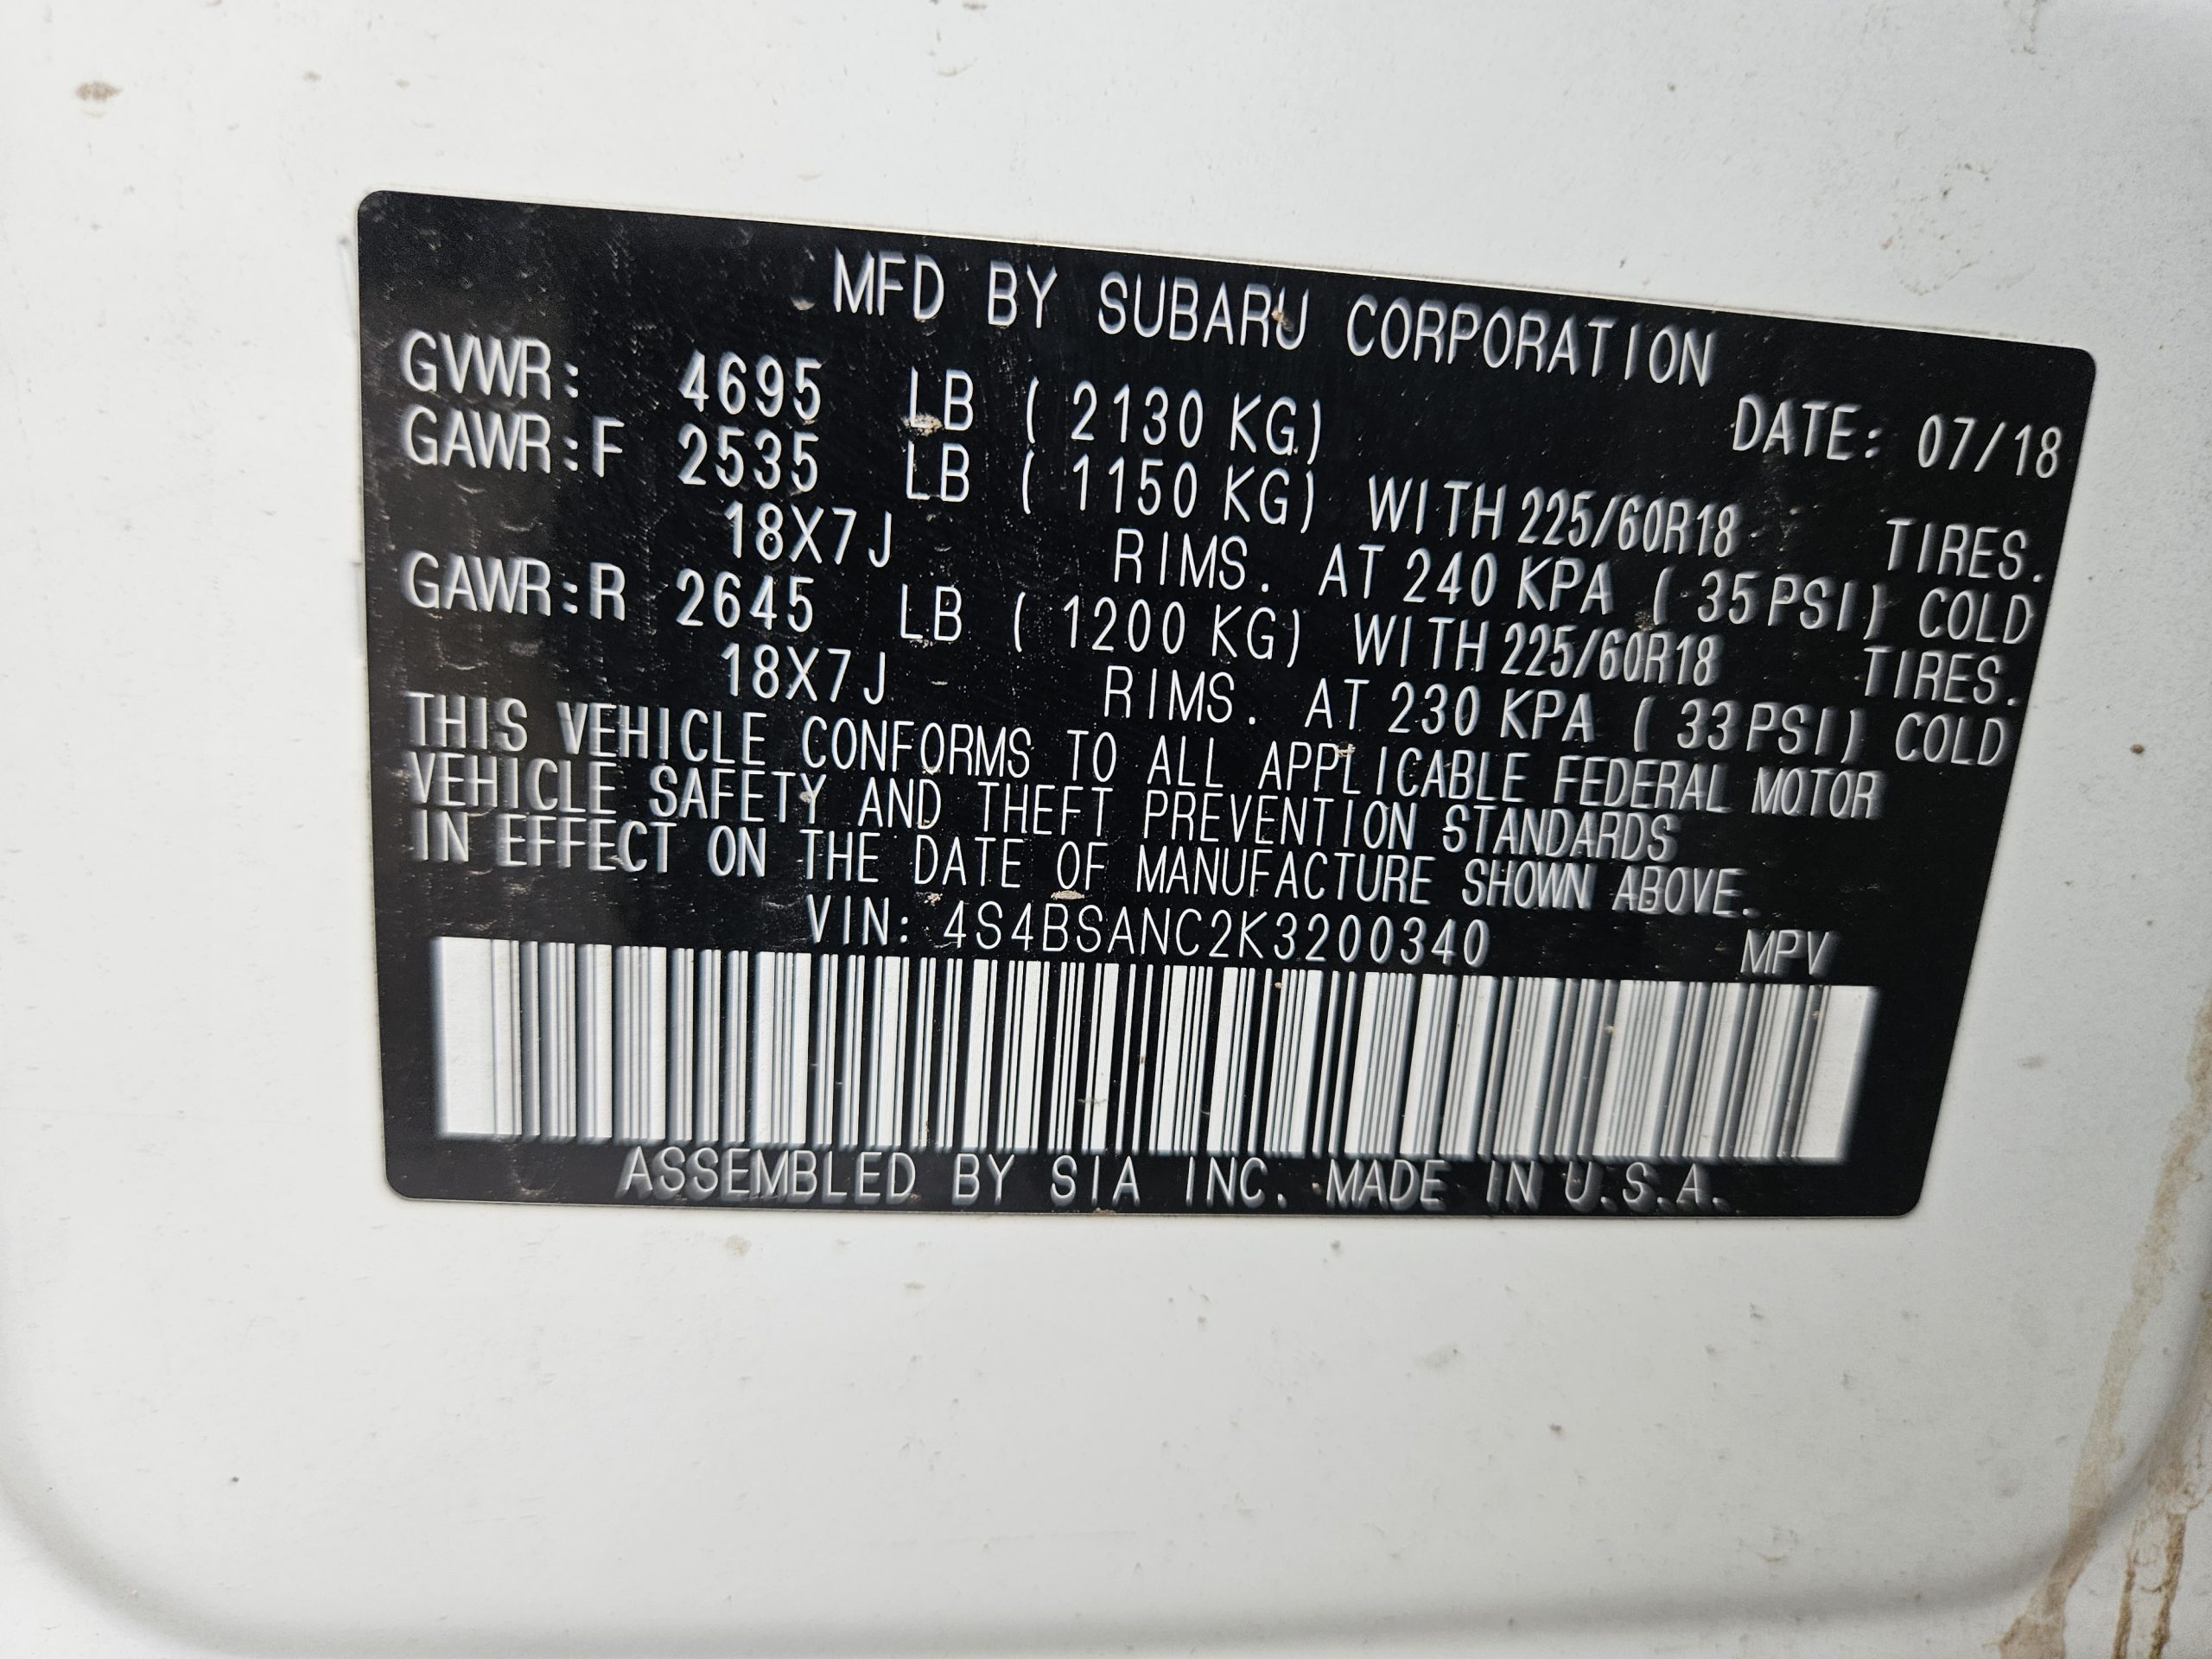 MFD BY SUBARU CORPORATION
GVWR: 4695 LB ( 2130 KG) DATE: 07/18
GAWR:F 2535 LB ( 1150 KG) WITH 225/60R18 TIRES.
18X7J RIMS. AT 240 KPA ( 35 PSI) COLD
GAWR:R 2645 LB ( 1200 KG) WITH 225/60R18 TIRES.
18X7J RIMS. AT 230 KPA ( 33 PSI) COLD
THIS VEHICLE CONFORMS TO ALL APPLICABLE FEDERAL MOTOR
VEHICLE SAFETY AND THEFT PREVENTION STANDARDS
IN EFFECT ON THE DATE OF MANUFACTURE SHOWN ABOVE.
VIN: 4S4BSANC2K3200340 MPV
ASSEMBLED BY SIA INC. MADE IN U.S.A.